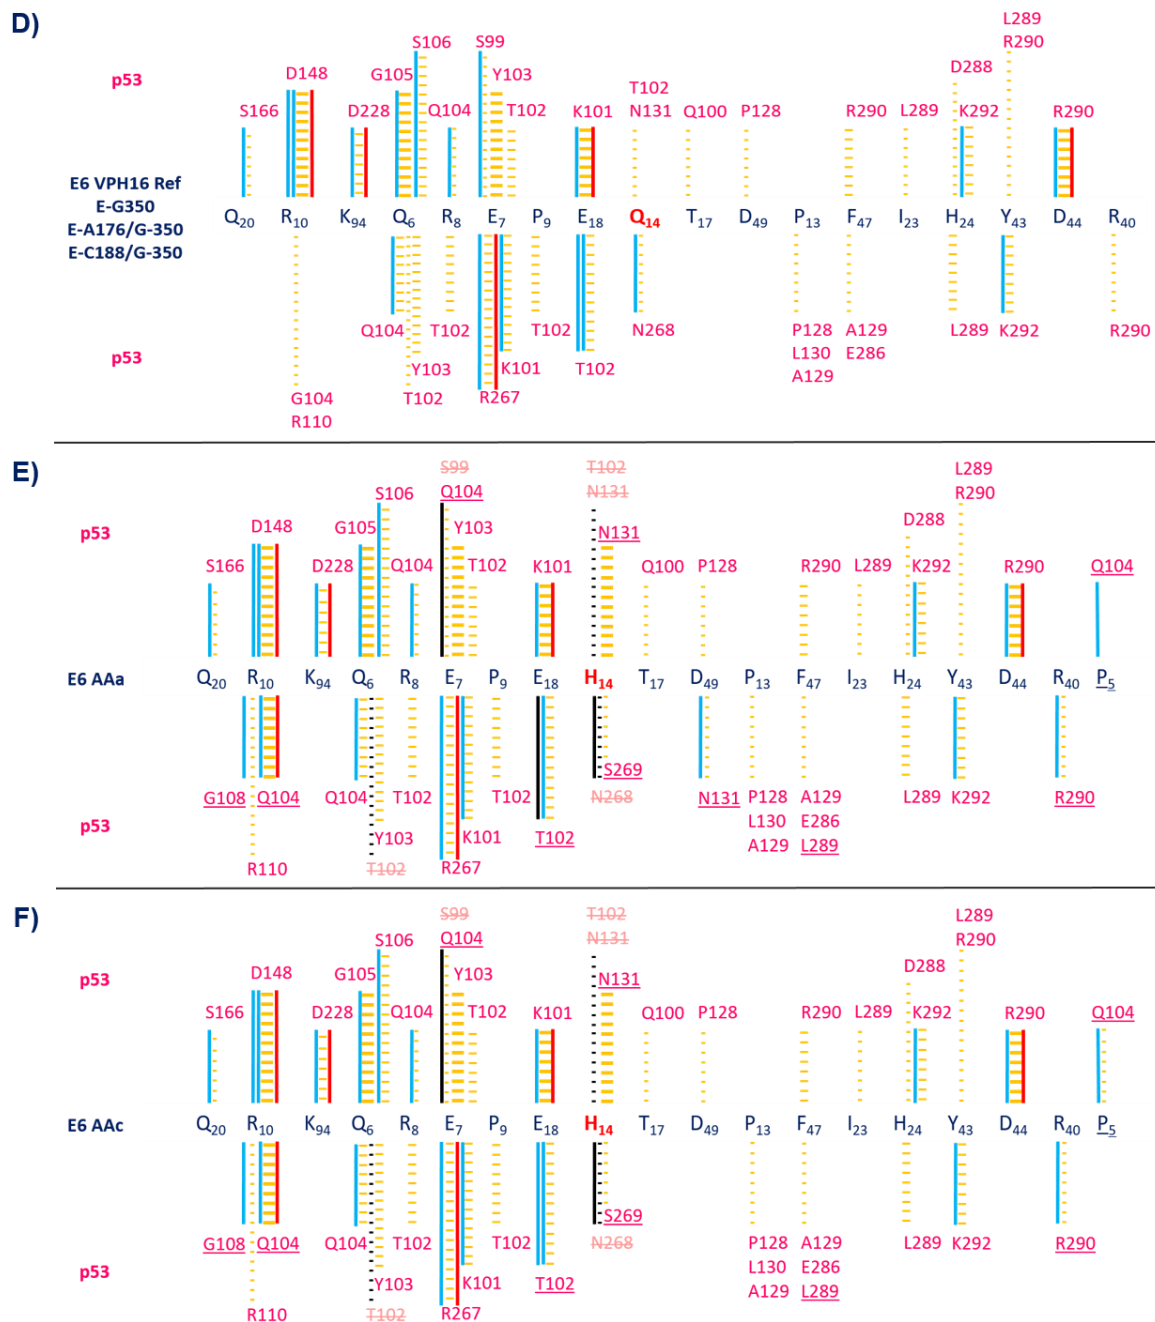 D)
L289
S106 S99 R290
p53 D148 G105 Y103 D288
T102
S166 D228 Q104 T102 K101 N131 Q100 P128 R290 L289 K292 R290
E6 VPH16 Ref
E-G350
E-A176/G-350
E-C188/G-350
Q20 R10 K94 Q6 R8 E7 P9 E18 Q14 T17 D49 P13 F47 I23 H24 Y43 D44 R40
Q104 T102 T102 N268 P128 A129 L289 K292 R290
p53 Y103 K101 T102 L130 E286
G104 T102 R267 A129
R110
E)
S99 T102 L289
S106 Q104 N131 R290
p53 D148 G105 Y103 N131 D288
S166 D228 Q104 T102 K101 Q100 P128 R290 L289 K292 R290 Q104
E6 AAa Q20 R10 K94 Q6 R8 E7 P9 E18 H14 T17 D49 P13 F47 I23 H24 Y43 D44 R40 P5
S269
G108 Q104 Q104 T102 T102 N268 N131 P128 A129 L289 K292 R290
p53 Y103 K101 T102 L130 E286
A129 L289
R110 T102 R267
F)
S99 T102 L289
S106 Q104 N131 R290
p53 D148 G105 Y103 N131 D288
S166 D228 Q104 T102 K101 Q100 P128 R290 L289 K292 R290 Q104
E6 AAc Q20 R10 K94 Q6 R8 E7 P9 E18 H14 T17 D49 P13 F47 I23 H24 Y43 D44 R40 P5
S269
G108 Q104 Q104 T102 T102 N268 P128 A129 L289 K292 R290
p53 Y103 K101 T102 L130 E286
A129 L289
R110 T102 R267